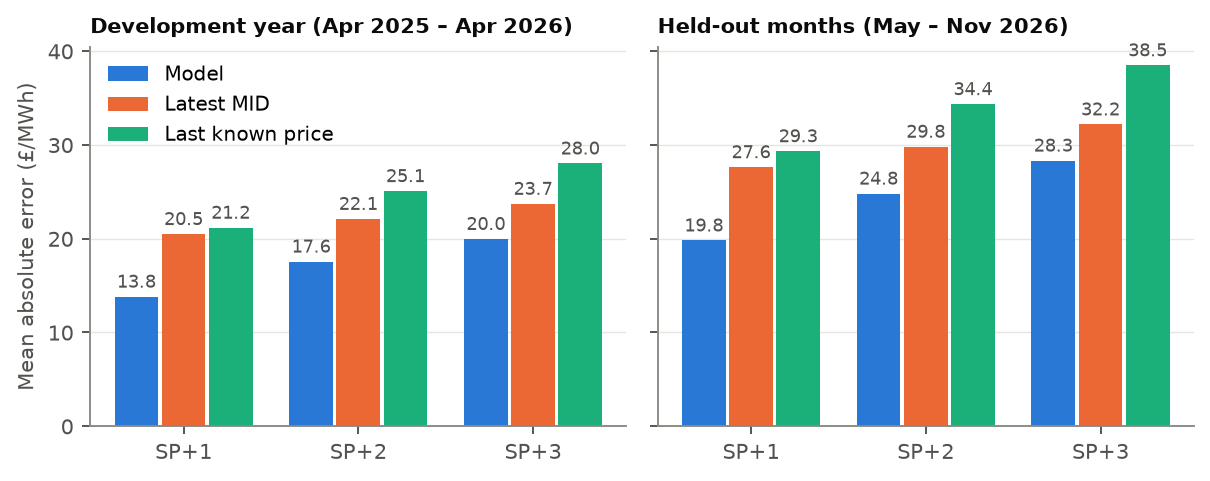 Development year (Apr 2025 – Apr 2026)
Held-out months (May – Nov 2026)
Mean absolute error (£/MWh)
40
30
20
10
0
Model
Latest MID
Last known price
13.8
20.5
21.2
17.6
22.1
25.1
20.0
23.7
28.0
SP+1
SP+2
SP+3
19.8
27.6
29.3
24.8
29.8
34.4
28.3
32.2
38.5
SP+1
SP+2
SP+3